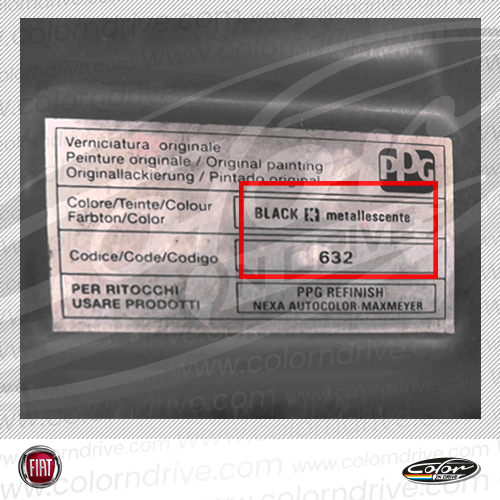 Verniciatura originale
Peinture originale / Original painting
Originallackierung / Pintado original
PPG
Colore/Teinte/Colour
Farbton/Color
BLACK metallescente
Codice/Code/Codigo
632
PER RITOCCHI
USARE PRODOTTI
PPG REFINISH
NEXA AUTOCOLOR-MAXMEYER
www.colorndrive.com
FIAT
Color
N DRIVE